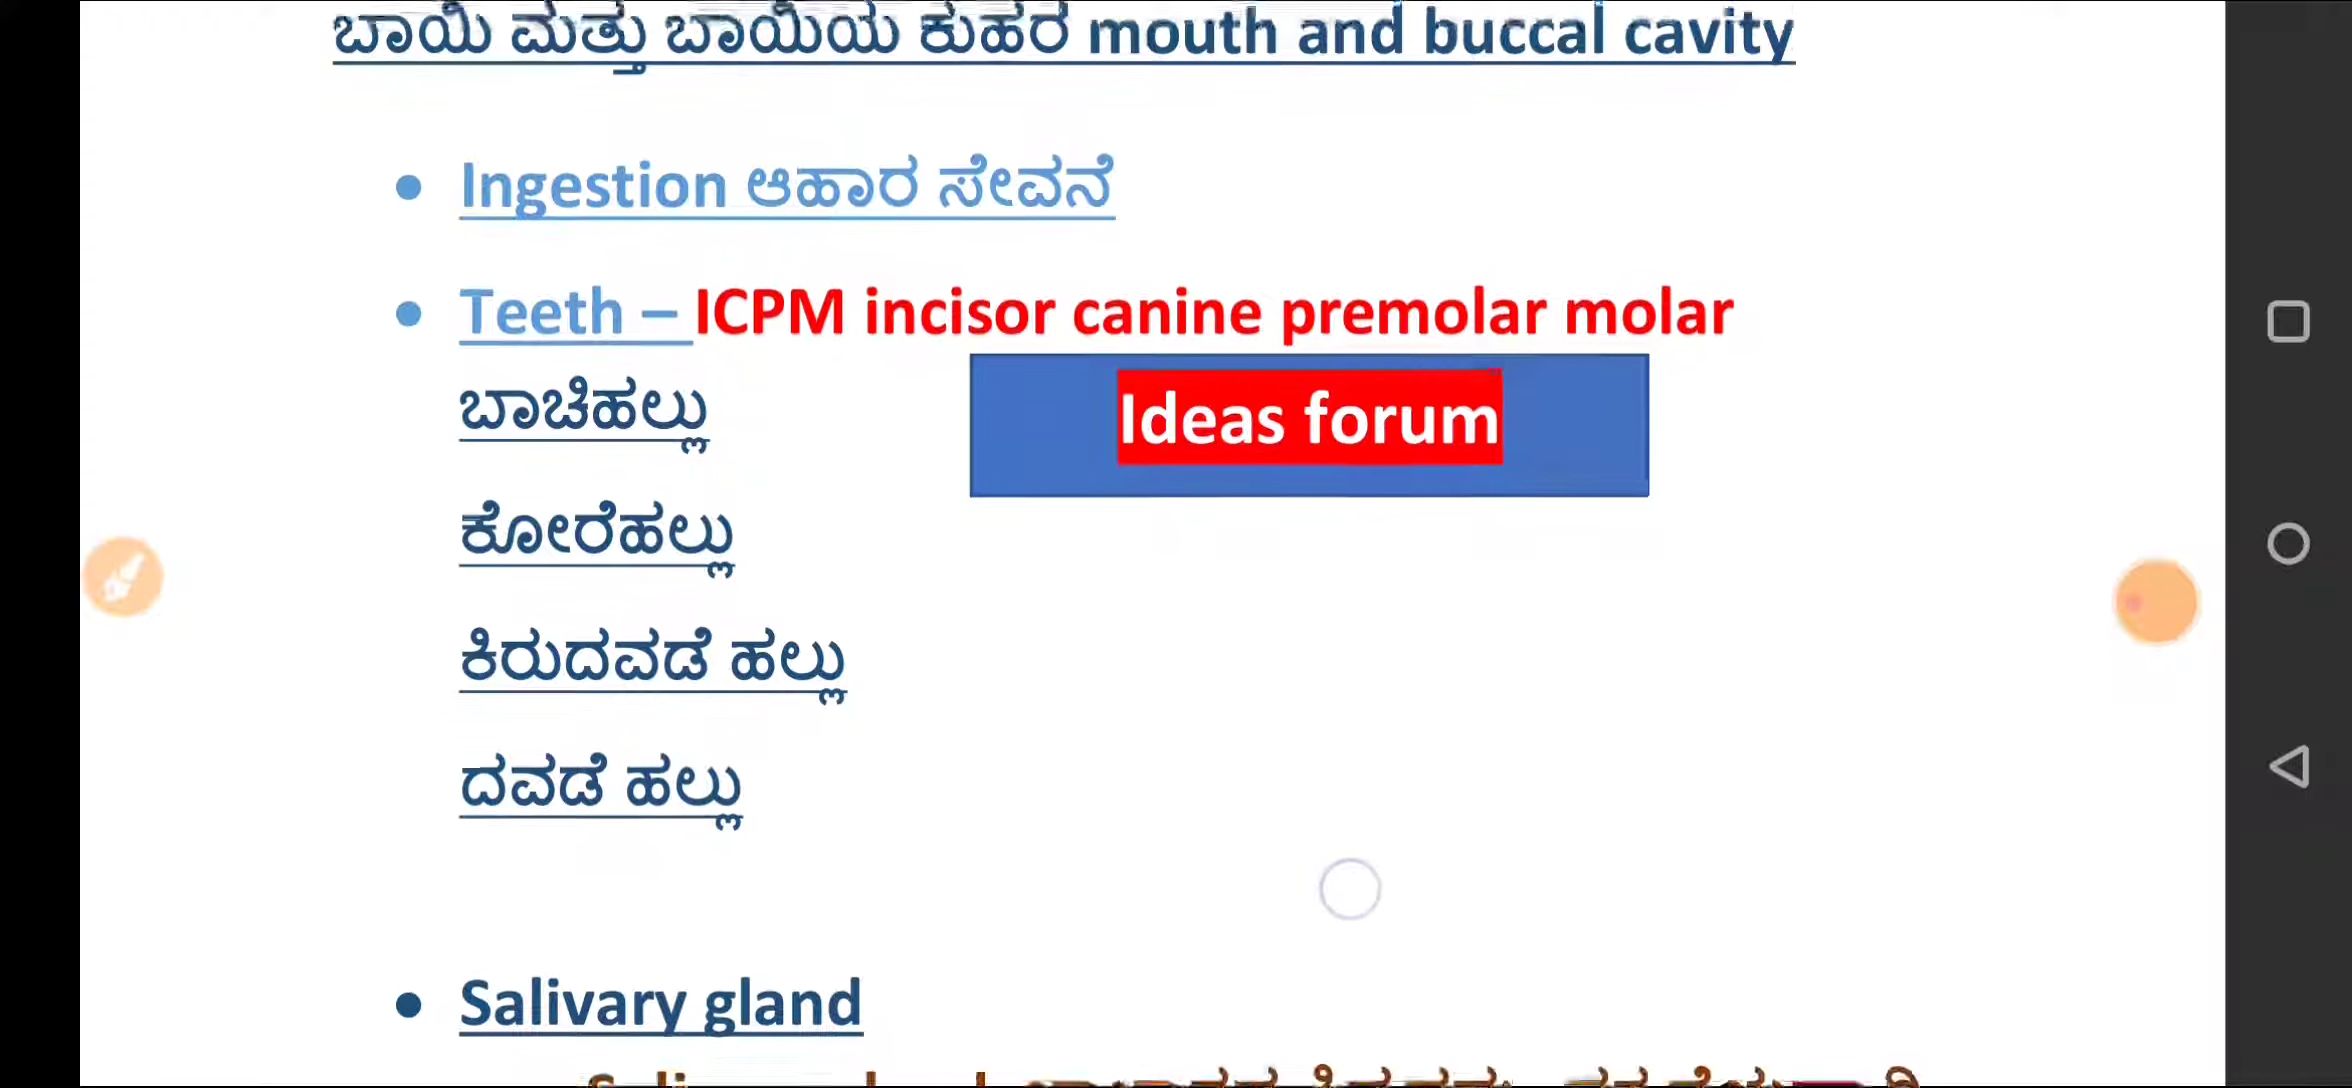 ಬಾಯಿ ಮತ್ತು ಬಾಯಿಯ ಕುಹರ mouth and buccal cavity
Ingestion ಆಹಾರ ಸೇವನೆ
Teeth – ICPM incisor canine premolar molar
ಬಾಚಿಹಲ್ಲು
Ideas forum
ಕೋರೆಹಲ್ಲು
ಕಿರುದವಡೆ ಹಲ್ಲು
ದವಡೆ ಹಲ್ಲು
Salivary gland